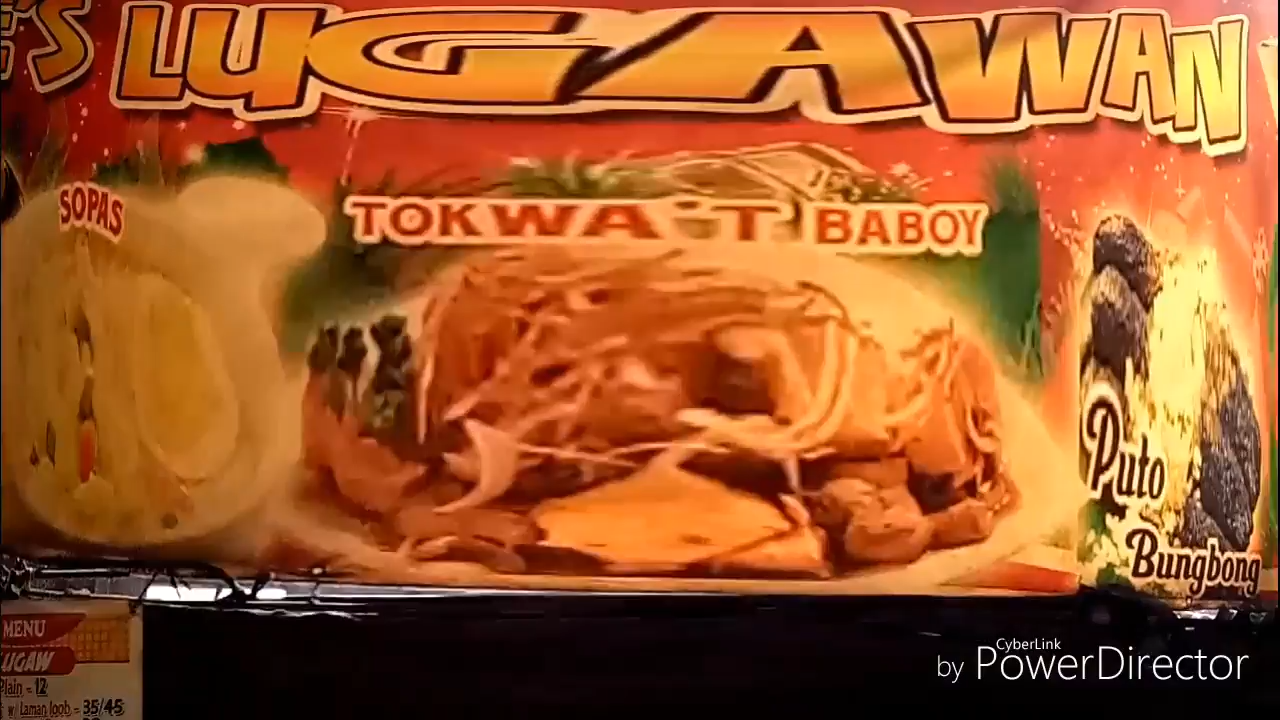 'S LUGAWAN
SOPAS
TOKWA'T BABOY
Puto
Bungbong
MENU
LUGAW
Plain - 12
w/ Laman loob - 35/45
CyberLink
by PowerDirector